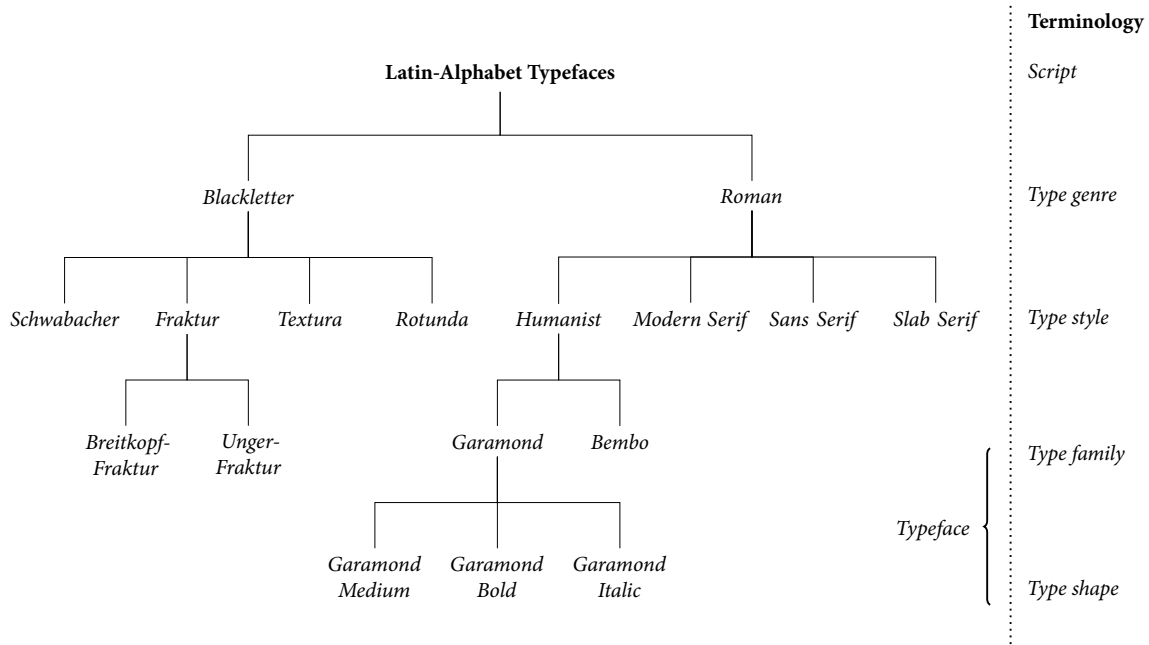 Terminology
Latin-Alphabet Typefaces
Script
Blackletter
Roman
Type genre
Schwabacher
Fraktur
Textura
Rotunda
Humanist
Modern Serif
Sans Serif
Slab Serif
Type style
Breitkopf-
Fraktur
Unger-
Fraktur
Garamond
Bembo
Type family
Typeface
Garamond
Medium
Garamond
Bold
Garamond
Italic
Type shape